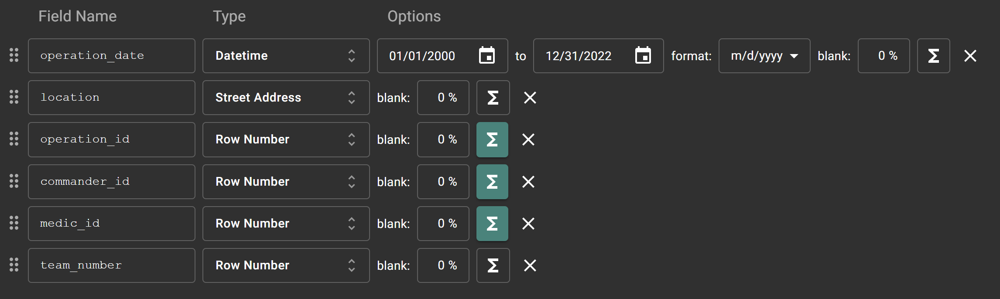 Field Name Type Options
operation_date Datetime 01/01/2000 to 12/31/2022 format: m/d/yyyy blank: 0 % Σ
location Street Address blank: 0 % Σ
operation_id Row Number blank: 0 % Σ
commander_id Row Number blank: 0 % Σ
medic_id Row Number blank: 0 % Σ
team_number Row Number blank: 0 % Σ